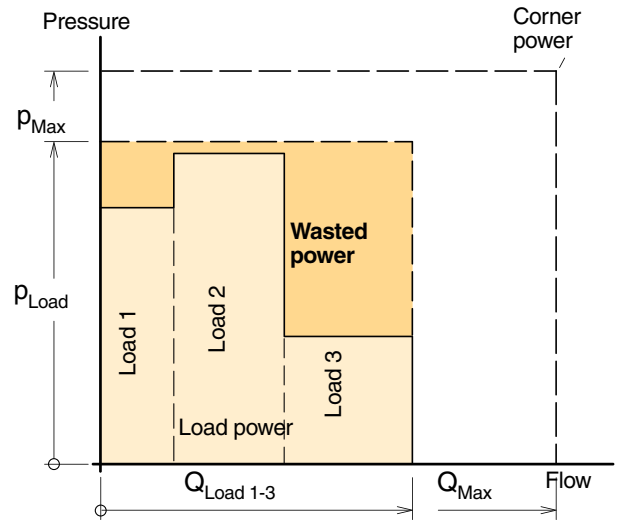 Pressure
Corner
power
pMax
Wasted
power
pLoad
Load 1
Load 2
Load 3
Load power
QLoad 1-3
QMax
Flow